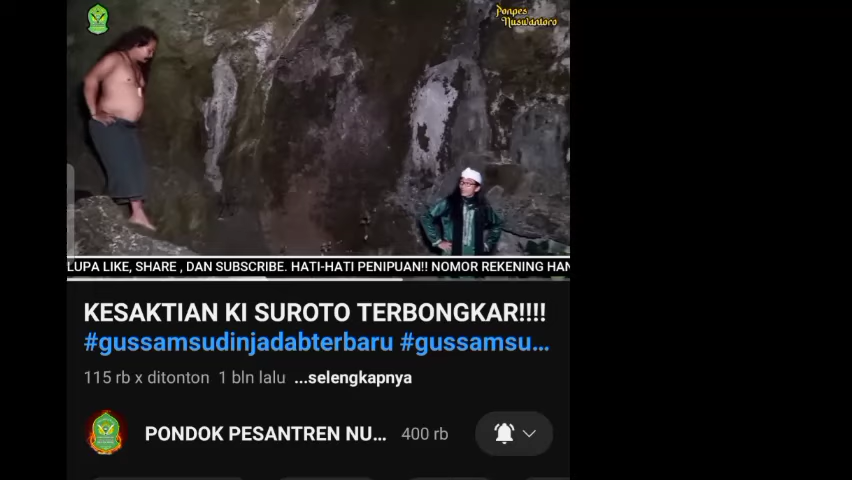 Ponpes
Nuswantoro
LUPA LIKE, SHARE , DAN SUBSCRIBE. HATI-HATI PENIPUAN!! NOMOR REKENING HAN
KESAKTIAN KI SUROTO TERBONGKAR!!!!
#gussamsudinjadabterbaru #gussamsu...
115 rb x ditonton 1 bln lalu ...selengkapnya
PONDOK PESANTREN NU... 400 rb